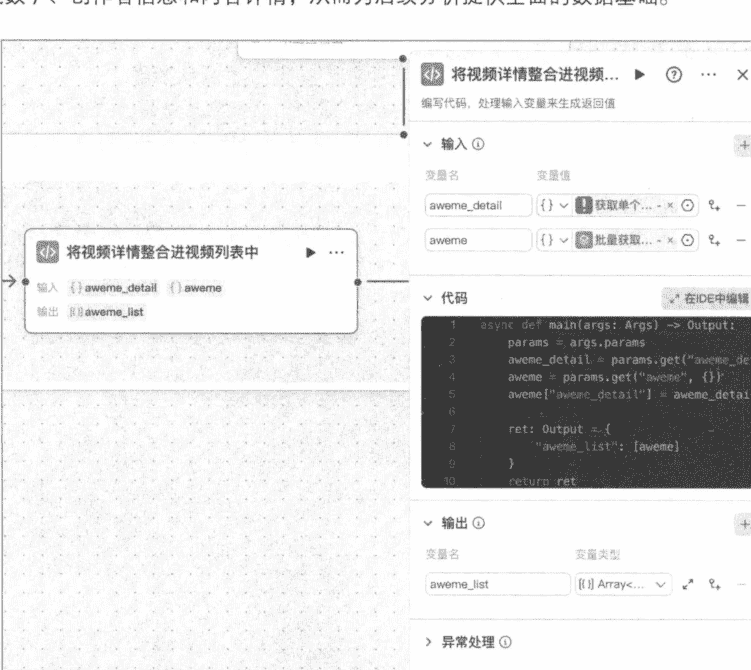 创作者信息和内容详情，从而为后续分析提供全面的数据基础。
将视频详情整合进视频...
编写代码，处理输入变量来生成返回值
输入
变量名 变量值
aweme_detail {} 获取单个... -
aweme {} 批量获取... -
将视频详情整合进视频列表中
输入 {} aweme_detail {} aweme
输出 [{}] aweme_list
代码 在IDE中编辑
1 async def main(args: Args) -> Output:
2 params = args.params
3 aweme_detail = params.get("aweme_de
4 aweme = params.get("aweme", {})
5 aweme["aweme_detail"] = aweme_detai
6
7 ret: Output = {
8 "aweme_list": [aweme]
9 }
10 return ret
输出
变量名 变量类型
aweme_list [{}] Array<...
异常处理